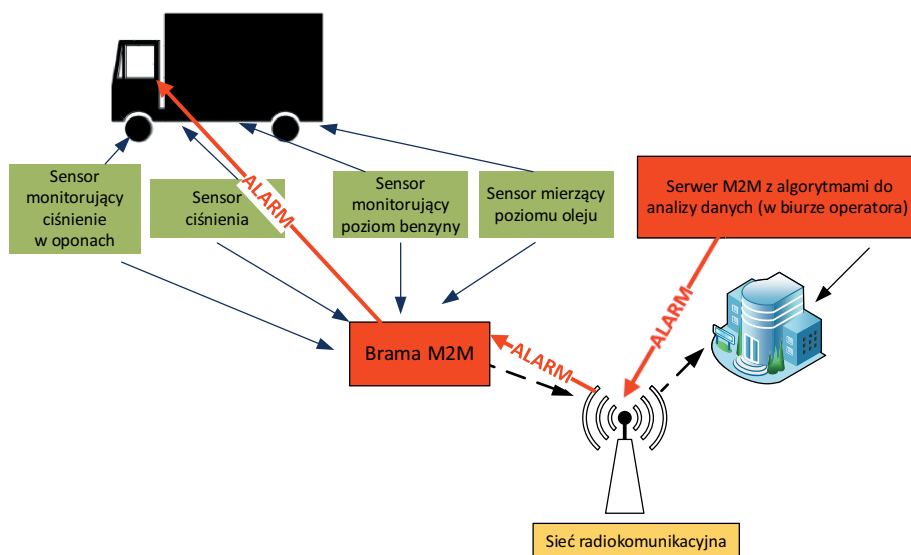 Sensor
monitorujący
ciśnienie
w oponach
Sensor
ciśnienia
ALARM
Sensor
monitorujący
poziom benzyny
Sensor mierzący
poziomu oleju
Serwer M2M z algorytmami do
analizy danych (w biurze operatora)
ALARM
ALARM
Brama M2M
Sieć radiokomunikacyjna